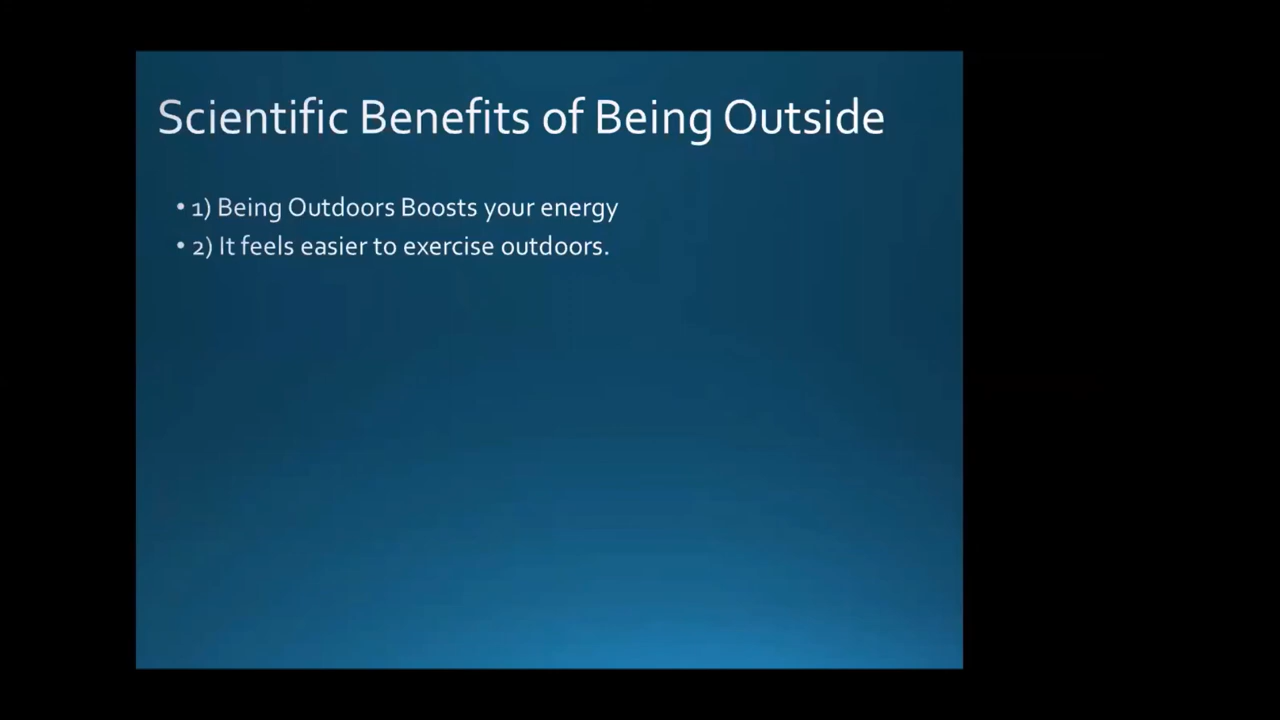 Scientific Benefits of Being Outside
• 1) Being Outdoors Boosts your energy
• 2) It feels easier to exercise outdoors.